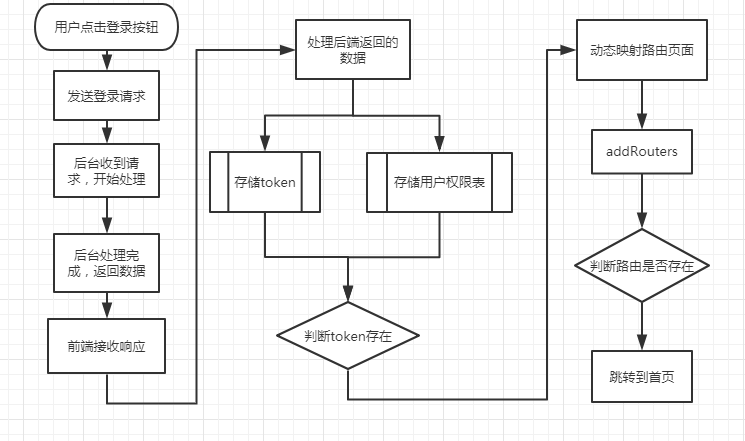 用户点击登录按钮
发送登录请求
后台收到请
求，开始处理
后台处理完
成，返回数据
前端接收响应
处理后端返回的
数据
存储token
存储用户权限表
判断token存在
动态映射路由页面
addRouters
判断路由是否存在
跳转到首页